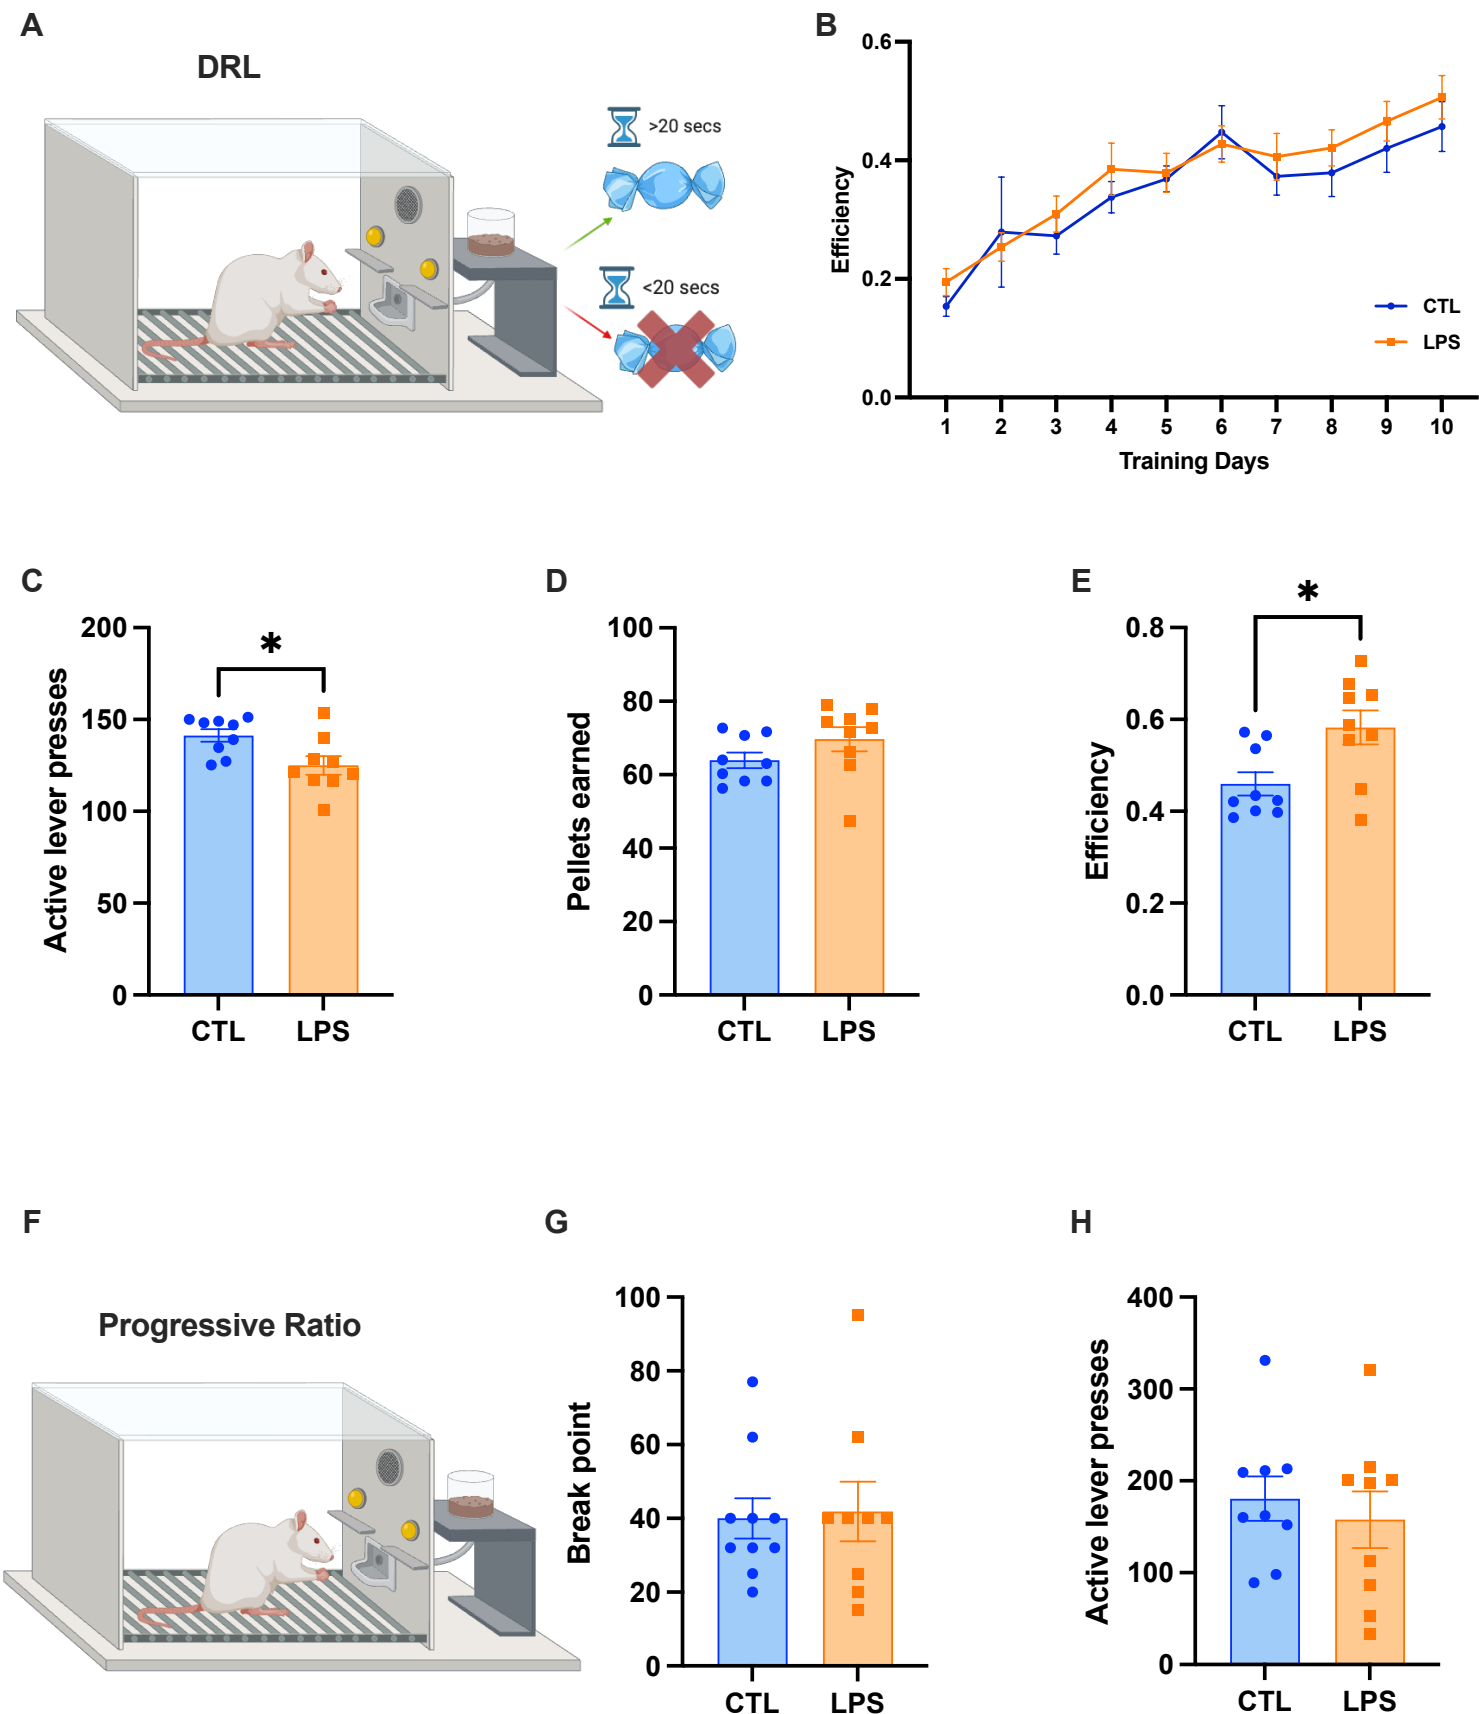 A
DRL
>20 secs
<20 secs
B
0.6
0.4
0.2
0.0
Efficiency
CTL
LPS
1 2 3 4 5 6 7 8 9 10
Training Days
C
200
150
100
50
0
Active lever presses
*
CTL LPS
D
100
80
60
40
20
0
Pellets earned
CTL LPS
E
0.8
0.6
0.4
0.2
0.0
Efficiency
*
CTL LPS
F
Progressive Ratio
G
100
80
60
40
20
0
Break point
CTL LPS
H
400
300
200
100
0
Active lever presses
CTL LPS